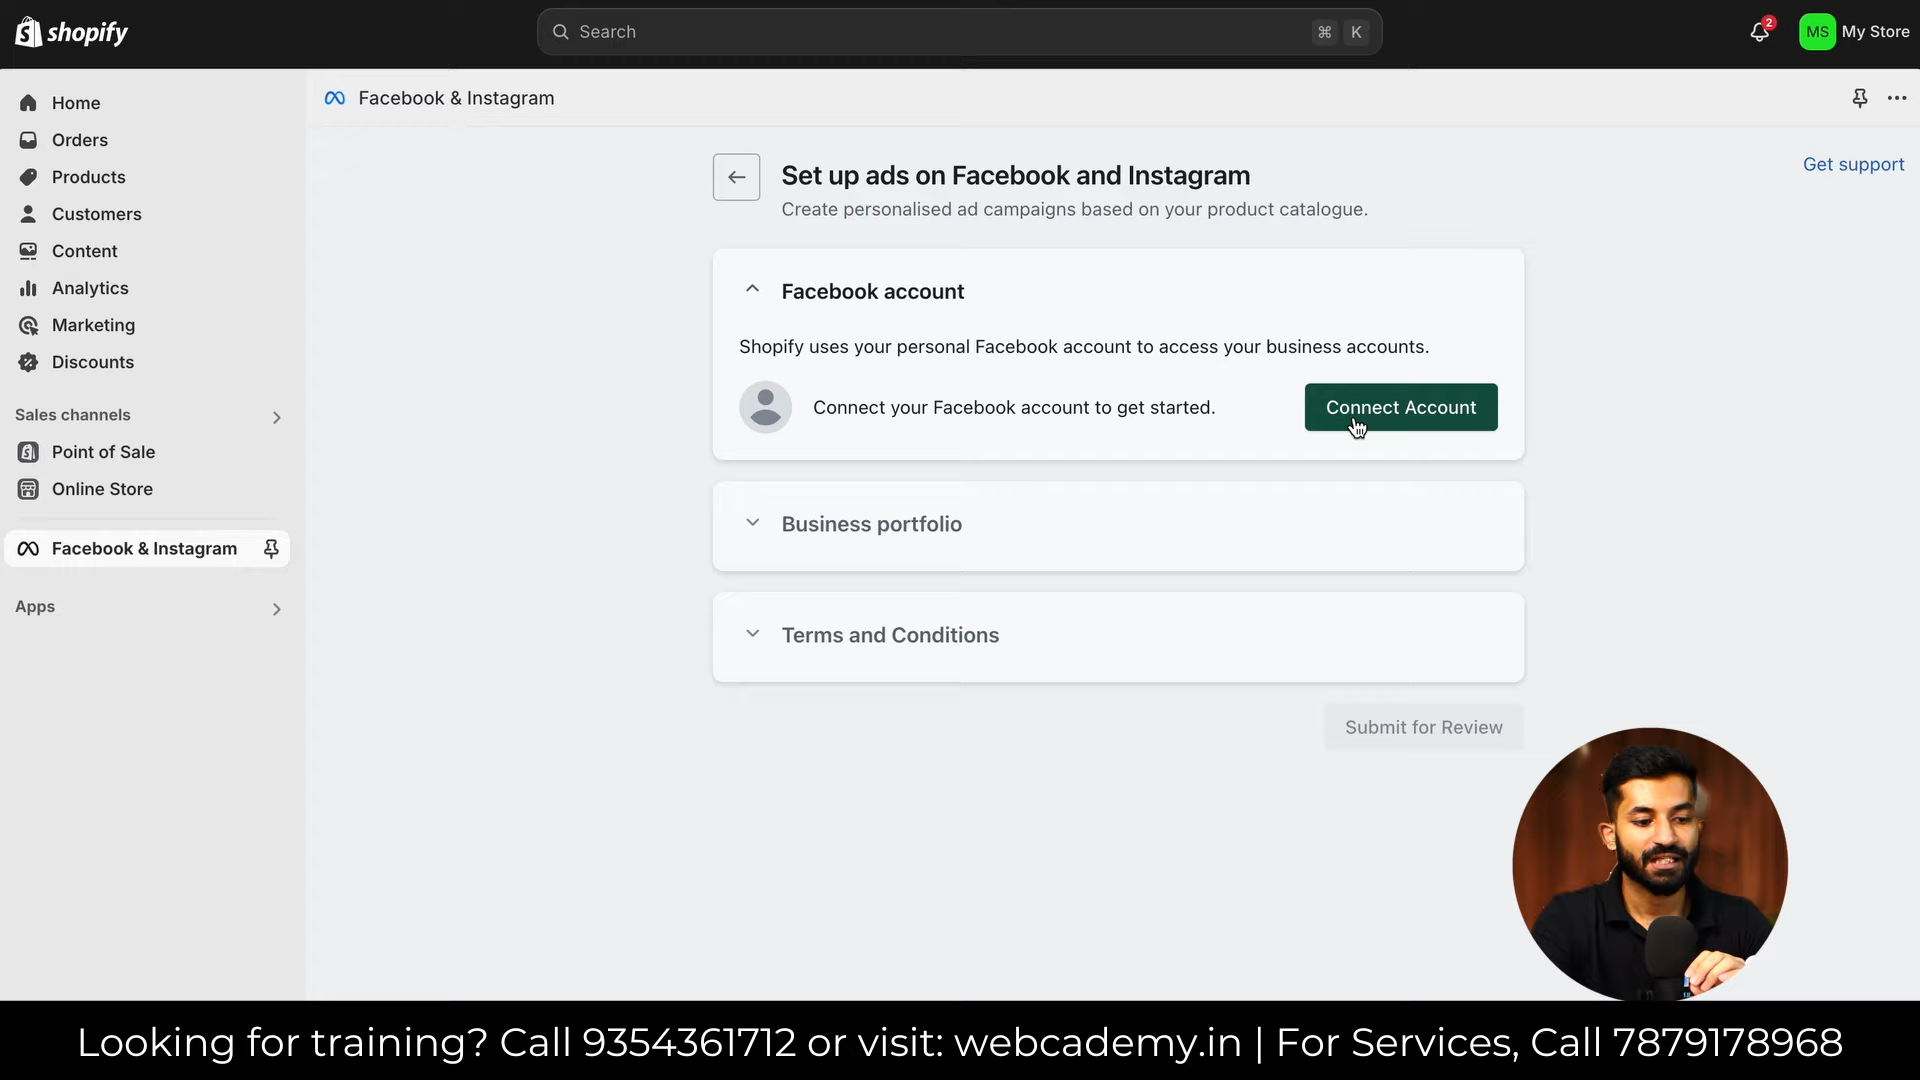 shopify
Search
⌘ K
2
MS
My Store
Home
Orders
Products
Customers
Content
Analytics
Marketing
Discounts
Sales channels
Point of Sale
Online Store
Facebook & Instagram
Apps
Facebook & Instagram
Get support
Set up ads on Facebook and Instagram
Create personalised ad campaigns based on your product catalogue.
Facebook account
Shopify uses your personal Facebook account to access your business accounts.
Connect your Facebook account to get started.
Connect Account
Business portfolio
Terms and Conditions
Submit for Review
Looking for training? Call 9354361712 or visit: webcademy.in | For Services, Call 7879178968